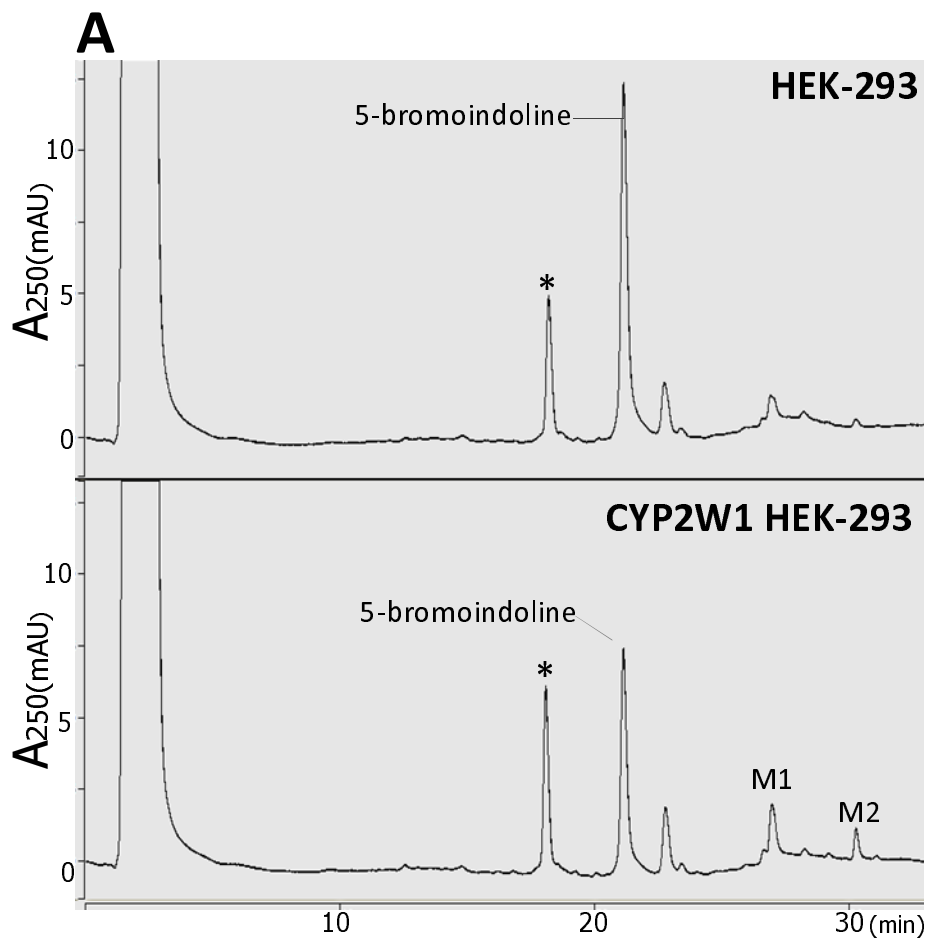 A
HEK-293
5-bromoindoline
10
A250(mAU)
*
5
0
CYP2W1 HEK-293
10
5-bromoindoline
A250(mAU)
*
5
M1
M2
0
10
20
30 (min)